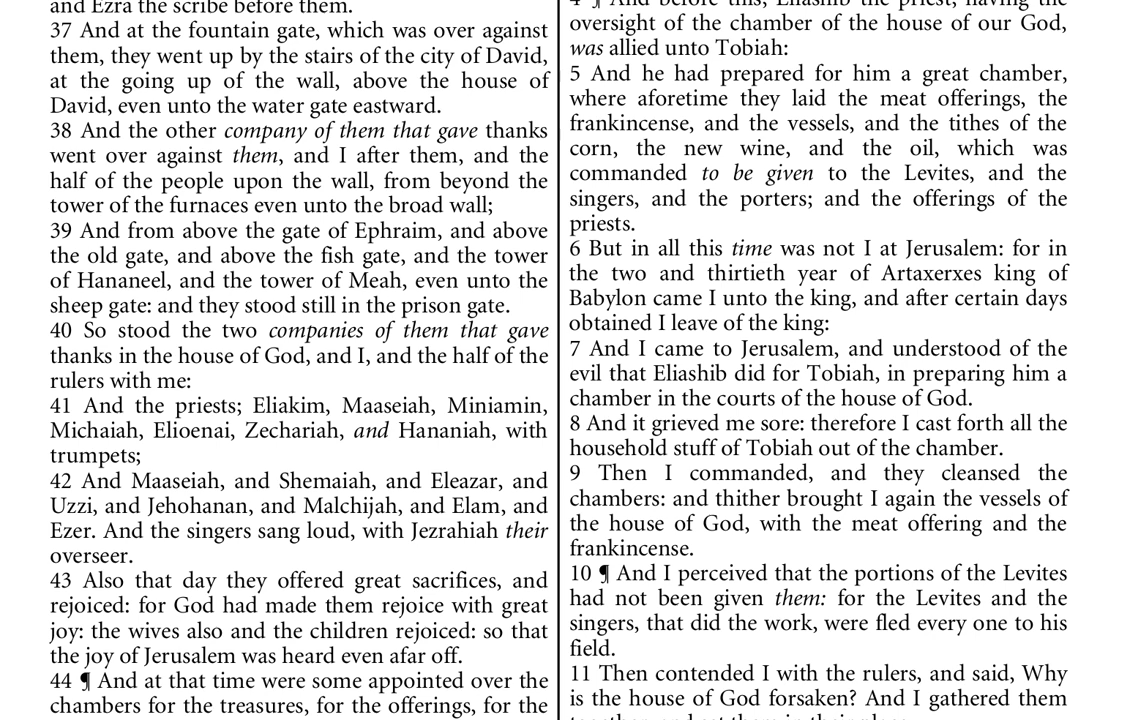 and Ezra the scribe before them.
37 And at the fountain gate, which was over against
them, they went up by the stairs of the city of David,
at the going up of the wall, above the house of
David, even unto the water gate eastward.
38 And the other company of them that gave thanks
went over against them, and I after them, and the
half of the people upon the wall, from beyond the
tower of the furnaces even unto the broad wall;
39 And from above the gate of Ephraim, and above
the old gate, and above the fish gate, and the tower
of Hananeel, and the tower of Meah, even unto the
sheep gate: and they stood still in the prison gate.
40 So stood the two companies of them that gave
thanks in the house of God, and I, and the half of the
rulers with me:
41 And the priests; Eliakim, Maaseiah, Miniamin,
Michaiah, Elioenai, Zechariah, and Hananiah, with
trumpets;
42 And Maaseiah, and Shemaiah, and Eleazar, and
Uzzi, and Jehohanan, and Malchijah, and Elam, and
Ezer. And the singers sang loud, with Jezrahiah their
overseer.
43 Also that day they offered great sacrifices, and
rejoiced: for God had made them rejoice with great
joy: the wives also and the children rejoiced: so that
the joy of Jerusalem was heard even afar off.
44 ¶ And at that time were some appointed over the
chambers for the treasures, for the offerings, for the
4 ¶ And before this, Eliashib the priest, having the
oversight of the chamber of the house of our God,
was allied unto Tobiah:
5 And he had prepared for him a great chamber,
where aforetime they laid the meat offerings, the
frankincense, and the vessels, and the tithes of the
corn, the new wine, and the oil, which was
commanded to be given to the Levites, and the
singers, and the porters; and the offerings of the
priests.
6 But in all this time was not I at Jerusalem: for in
the two and thirtieth year of Artaxerxes king of
Babylon came I unto the king, and after certain days
obtained I leave of the king:
7 And I came to Jerusalem, and understood of the
evil that Eliashib did for Tobiah, in preparing him a
chamber in the courts of the house of God.
8 And it grieved me sore: therefore I cast forth all the
household stuff of Tobiah out of the chamber.
9 Then I commanded, and they cleansed the
chambers: and thither brought I again the vessels of
the house of God, with the meat offering and the
frankincense.
10 ¶ And I perceived that the portions of the Levites
had not been given them: for the Levites and the
singers, that did the work, were fled every one to his
field.
11 Then contended I with the rulers, and said, Why
is the house of God forsaken? And I gathered them